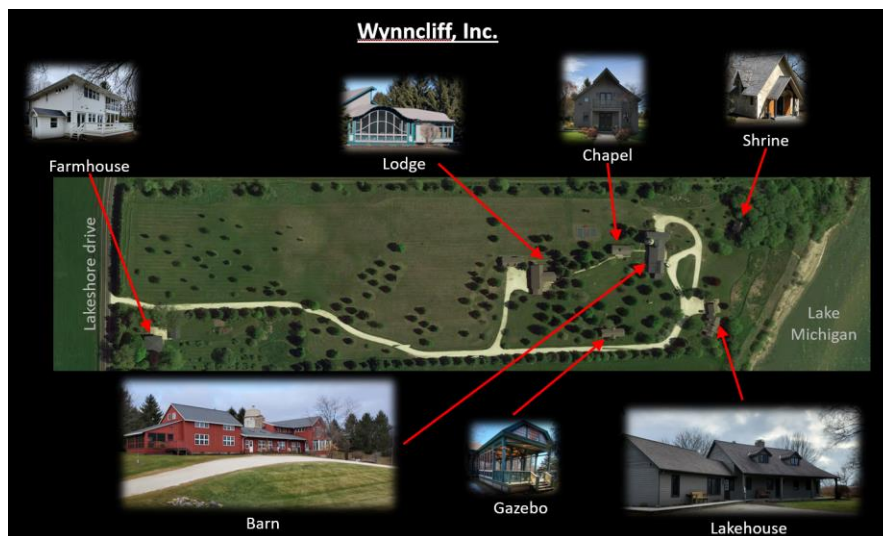 Wynncliff, Inc.
Farmhouse
Lodge
Chapel
Shrine
Lakeshore drive
Lake
Michigan
Barn
Gazebo
Lakehouse